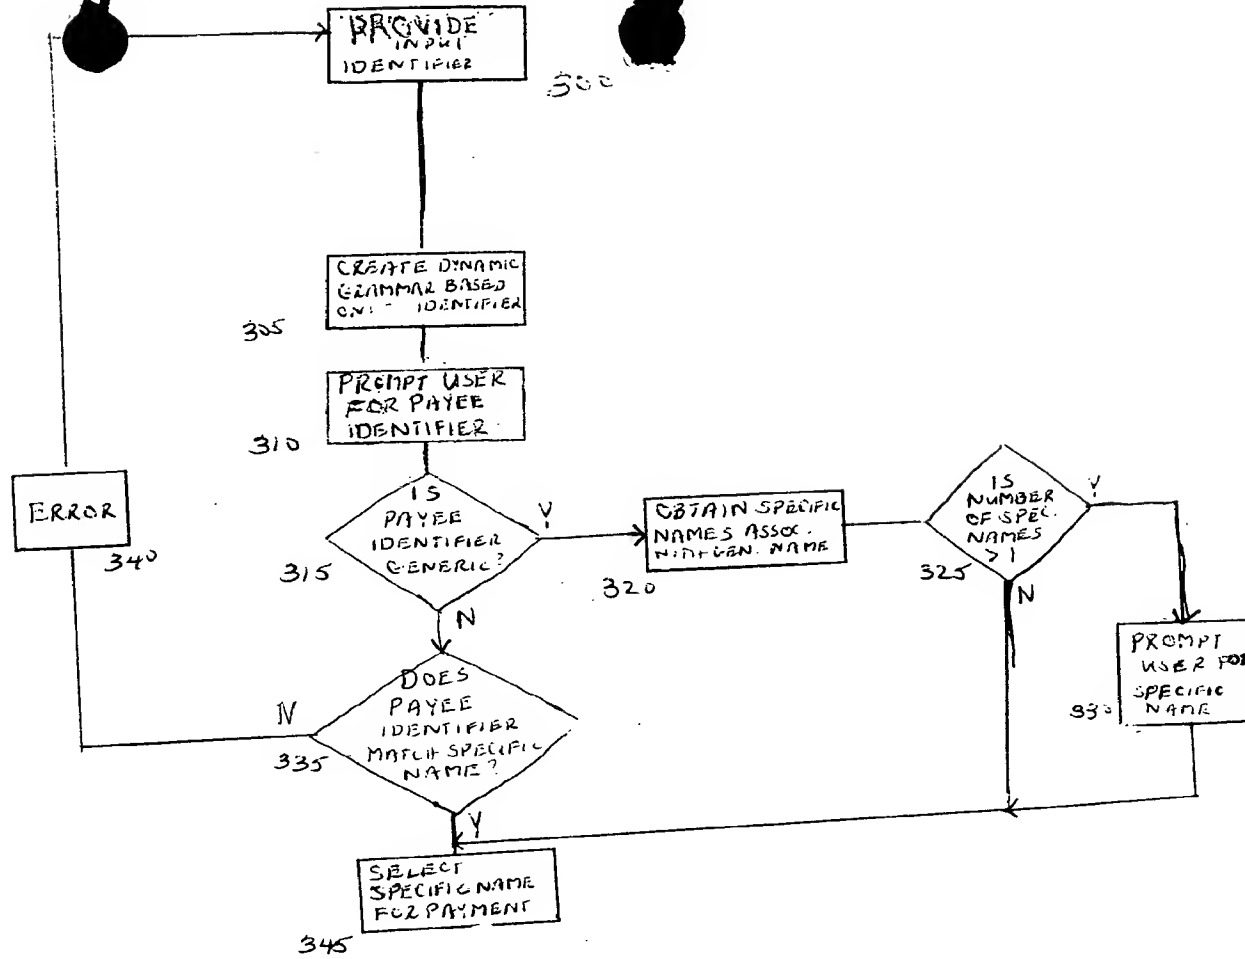 PROVIDE
INPUT
IDENTIFIER
300
CREATE DYNAMIC
GRAMMAR BASED
IDENTIFIER
305
PROMPT USER
FOR PAYEE
IDENTIFIER
310
IS
PAYEE
IDENTIFIER
GENERIC?
315
Y
N
OBTAIN SPECIFIC
NAMES ASSOC.
GEN. NAME
320
IS
NUMBER
OF SPEC.
NAMES
>1
325
Y
N
PROMPT
USER FOR
SPECIFIC
NAME
330
DOES
PAYEE
IDENTIFIER
MATCH SPECIFIC
NAME?
335
N
Y
ERROR
340
SELECT
SPECIFIC NAME
FOR PAYMENT
345